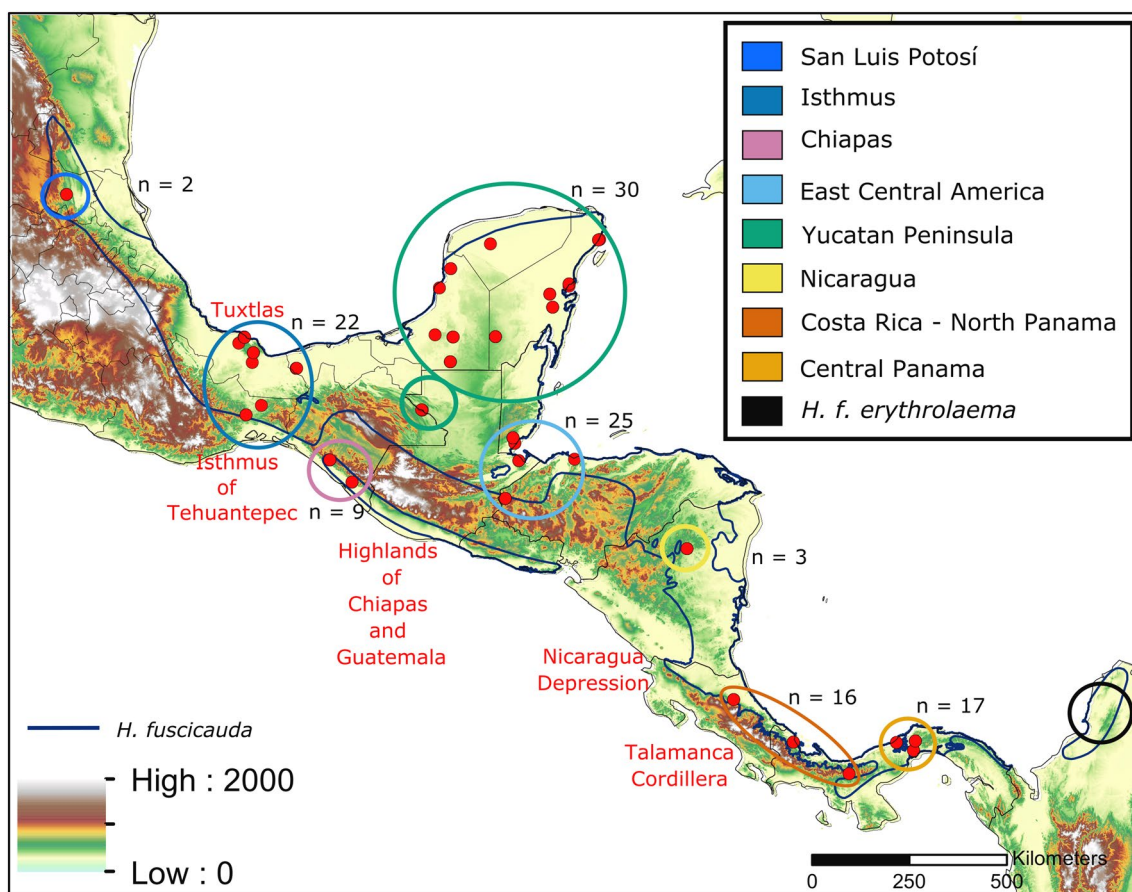 San Luis Potosí
Isthmus
Chiapas
East Central America
Yucatan Peninsula
Nicaragua
Costa Rica - North Panama
Central Panama
H. f. erythrolaema
n = 2
n = 30
Tuxtlas
n = 22
n = 25
Isthmus
of
Tehuantepec
n = 9
Highlands
of
Chiapas
and
Guatemala
n = 3
Nicaragua
Depression
n = 16
n = 17
Talamanca
Cordillera
H. fuscicauda
High : 2000
Low : 0
Kilometers
0 250 500